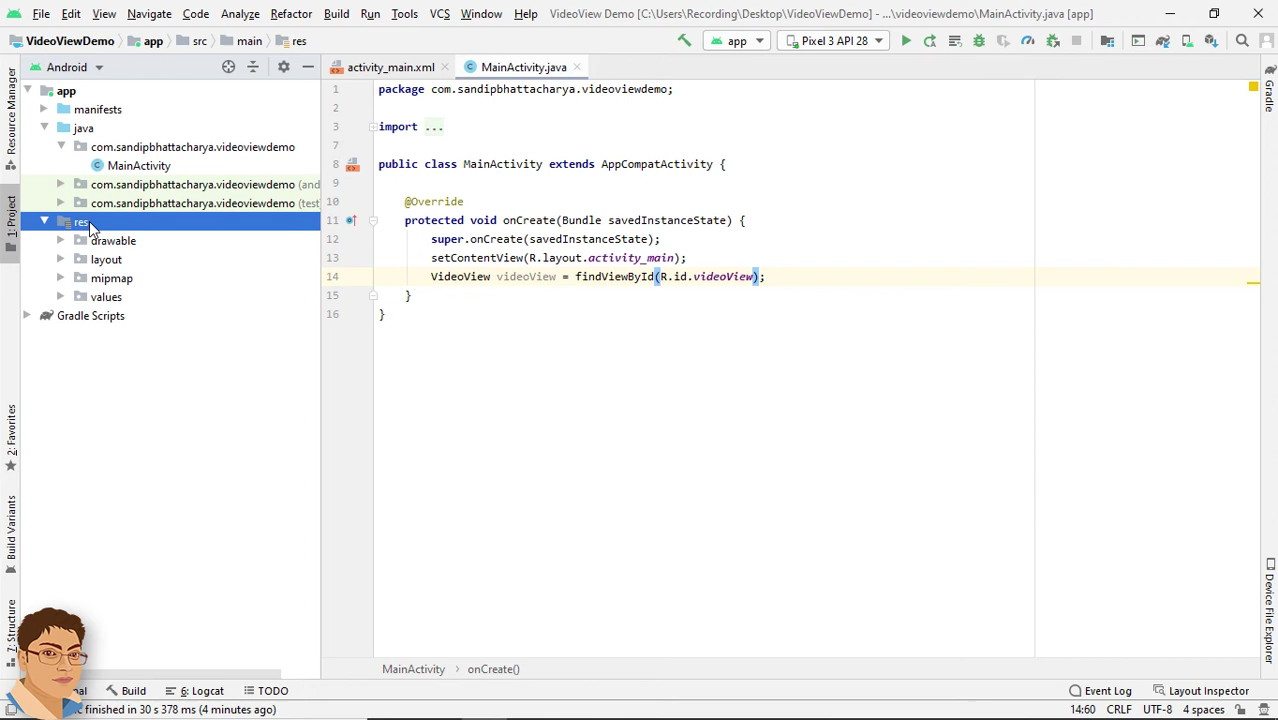 File Edit View Navigate Code Analyze Refactor Build Run Tools VCS Window Help VideoView Demo [C:\Users\Recording\Desktop\VideoViewDemo] - ...\videoviewdemo\MainActivity.java [app]
VideoViewDemo app src main res app Pixel 3 API 28
Resource Manager
1: Project
2: Favorites
Build Variants
7: Structure
Android
app
manifests
java
com.sandipbhattacharya.videoviewdemo
MainActivity
com.sandipbhattacharya.videoviewdemo (and
com.sandipbhattacharya.videoviewdemo (test
res
drawable
layout
mipmap
values
Gradle Scripts
activity_main.xml MainActivity.java
1 package com.sandipbhattacharya.videoviewdemo;
2
3 import ...
7
8 public class MainActivity extends AppCompatActivity {
9
10 @Override
11 protected void onCreate(Bundle savedInstanceState) {
12 super.onCreate(savedInstanceState);
13 setContentView(R.layout.activity_main);
14 VideoView videoView = findViewById(R.id.videoView);
15 }
16 }
Gradle
Device File Explorer
MainActivity › onCreate()
Build 6: Logcat TODO Event Log Layout Inspector
finished in 30 s 378 ms (4 minutes ago) 14:60 CRLF UTF-8 4 spaces